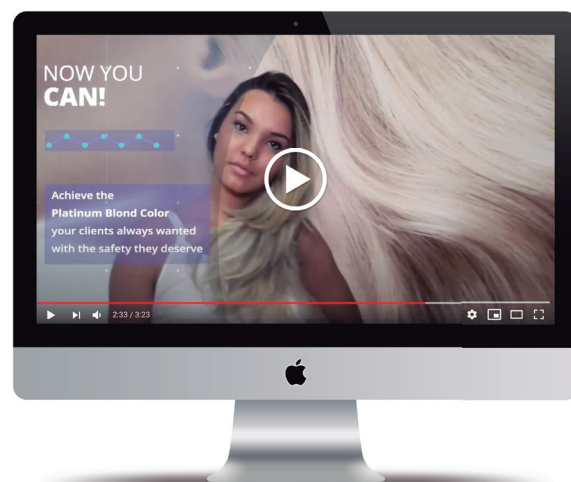 NOW YOU
CAN!
Achieve the
Platinum Blond Color
your clients always wanted
with the safety they deserve
2:33 / 3:23